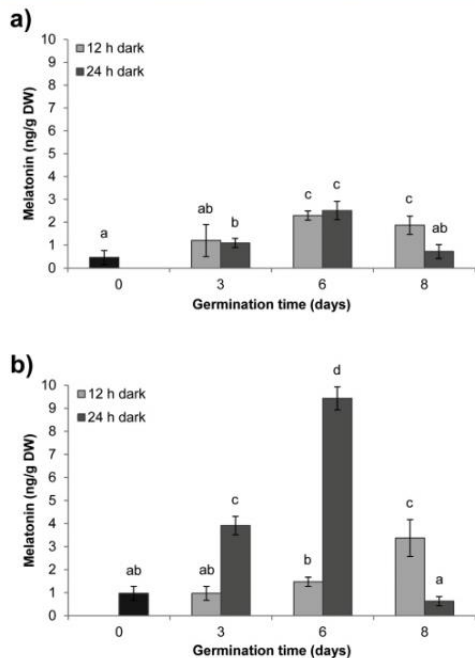 a)
12 h dark
24 h dark
Melatonin (ng/g DW)
10
9
8
7
6
5
4
3
2
1
0
a
ab
b
c
c
c
ab
0 3 6 8
Germination time (days)
b)
12 h dark
24 h dark
Melatonin (ng/g DW)
10
9
8
7
6
5
4
3
2
1
0
ab
ab
c
b
d
c
a
0 3 6 8
Germination time (days)